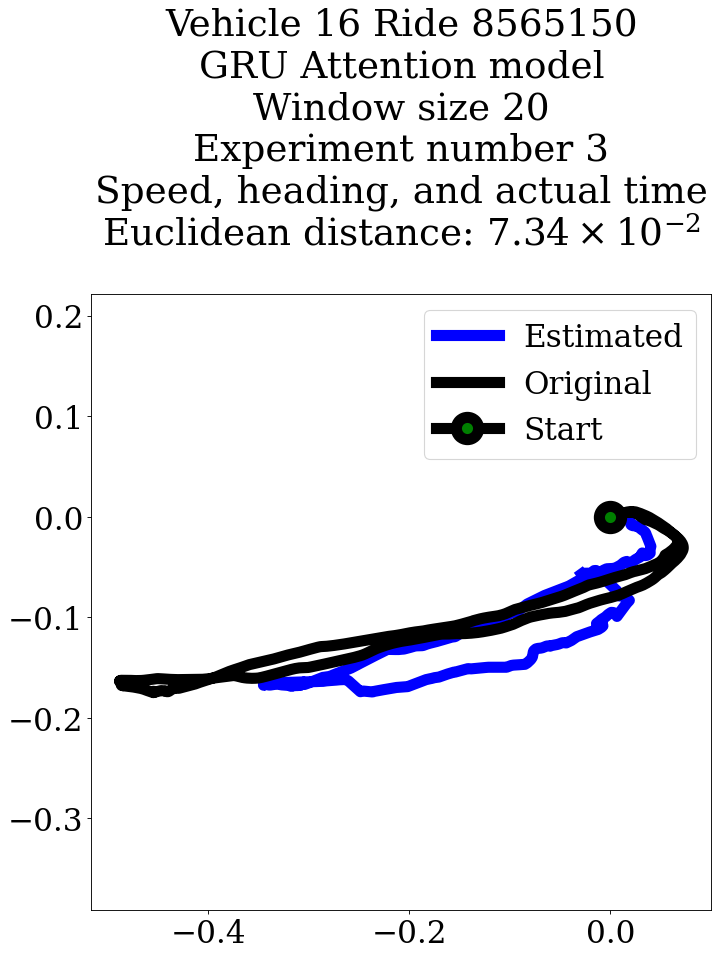 Vehicle 16 Ride 8565150
GRU Attention model
Window size 20
Experiment number 3
Speed, heading, and actual time
Euclidean distance: 7.34 × 10⁻²
Estimated
Original
Start
0.2
0.1
0.0
−0.1
−0.2
−0.3
−0.4
−0.2
0.0